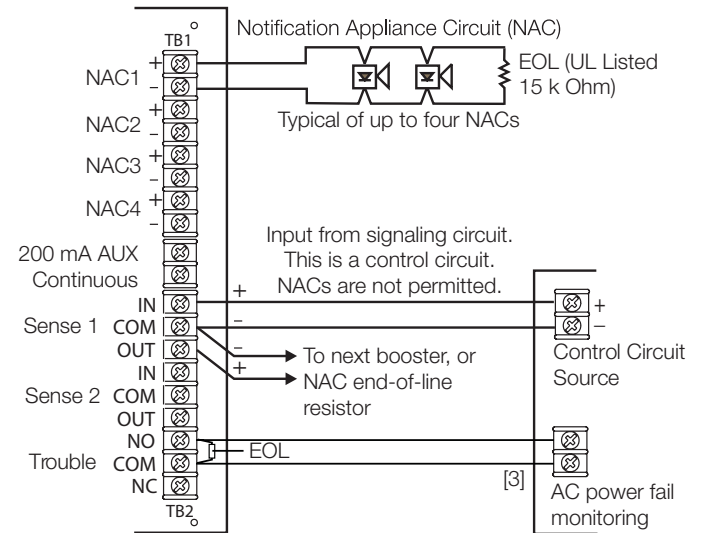 Notification Appliance Circuit (NAC)
TB1
EOL (UL Listed
15 k Ohm)
+
NAC1
–
Typical of up to four NACs
+
NAC2
–
+
NAC3
–
+
NAC4
–
200 mA AUX
Continuous
Input from signaling circuit.
This is a control circuit.
NACs are not permitted.
IN
+
+
Sense 1
COM
–
–
OUT
–
To next booster, or
NAC end-of-line
resistor
Control Circuit
Source
IN
+
Sense 2
COM
OUT
NO
EOL
Trouble
COM
NC
[3]
AC power fail
monitoring
TB2